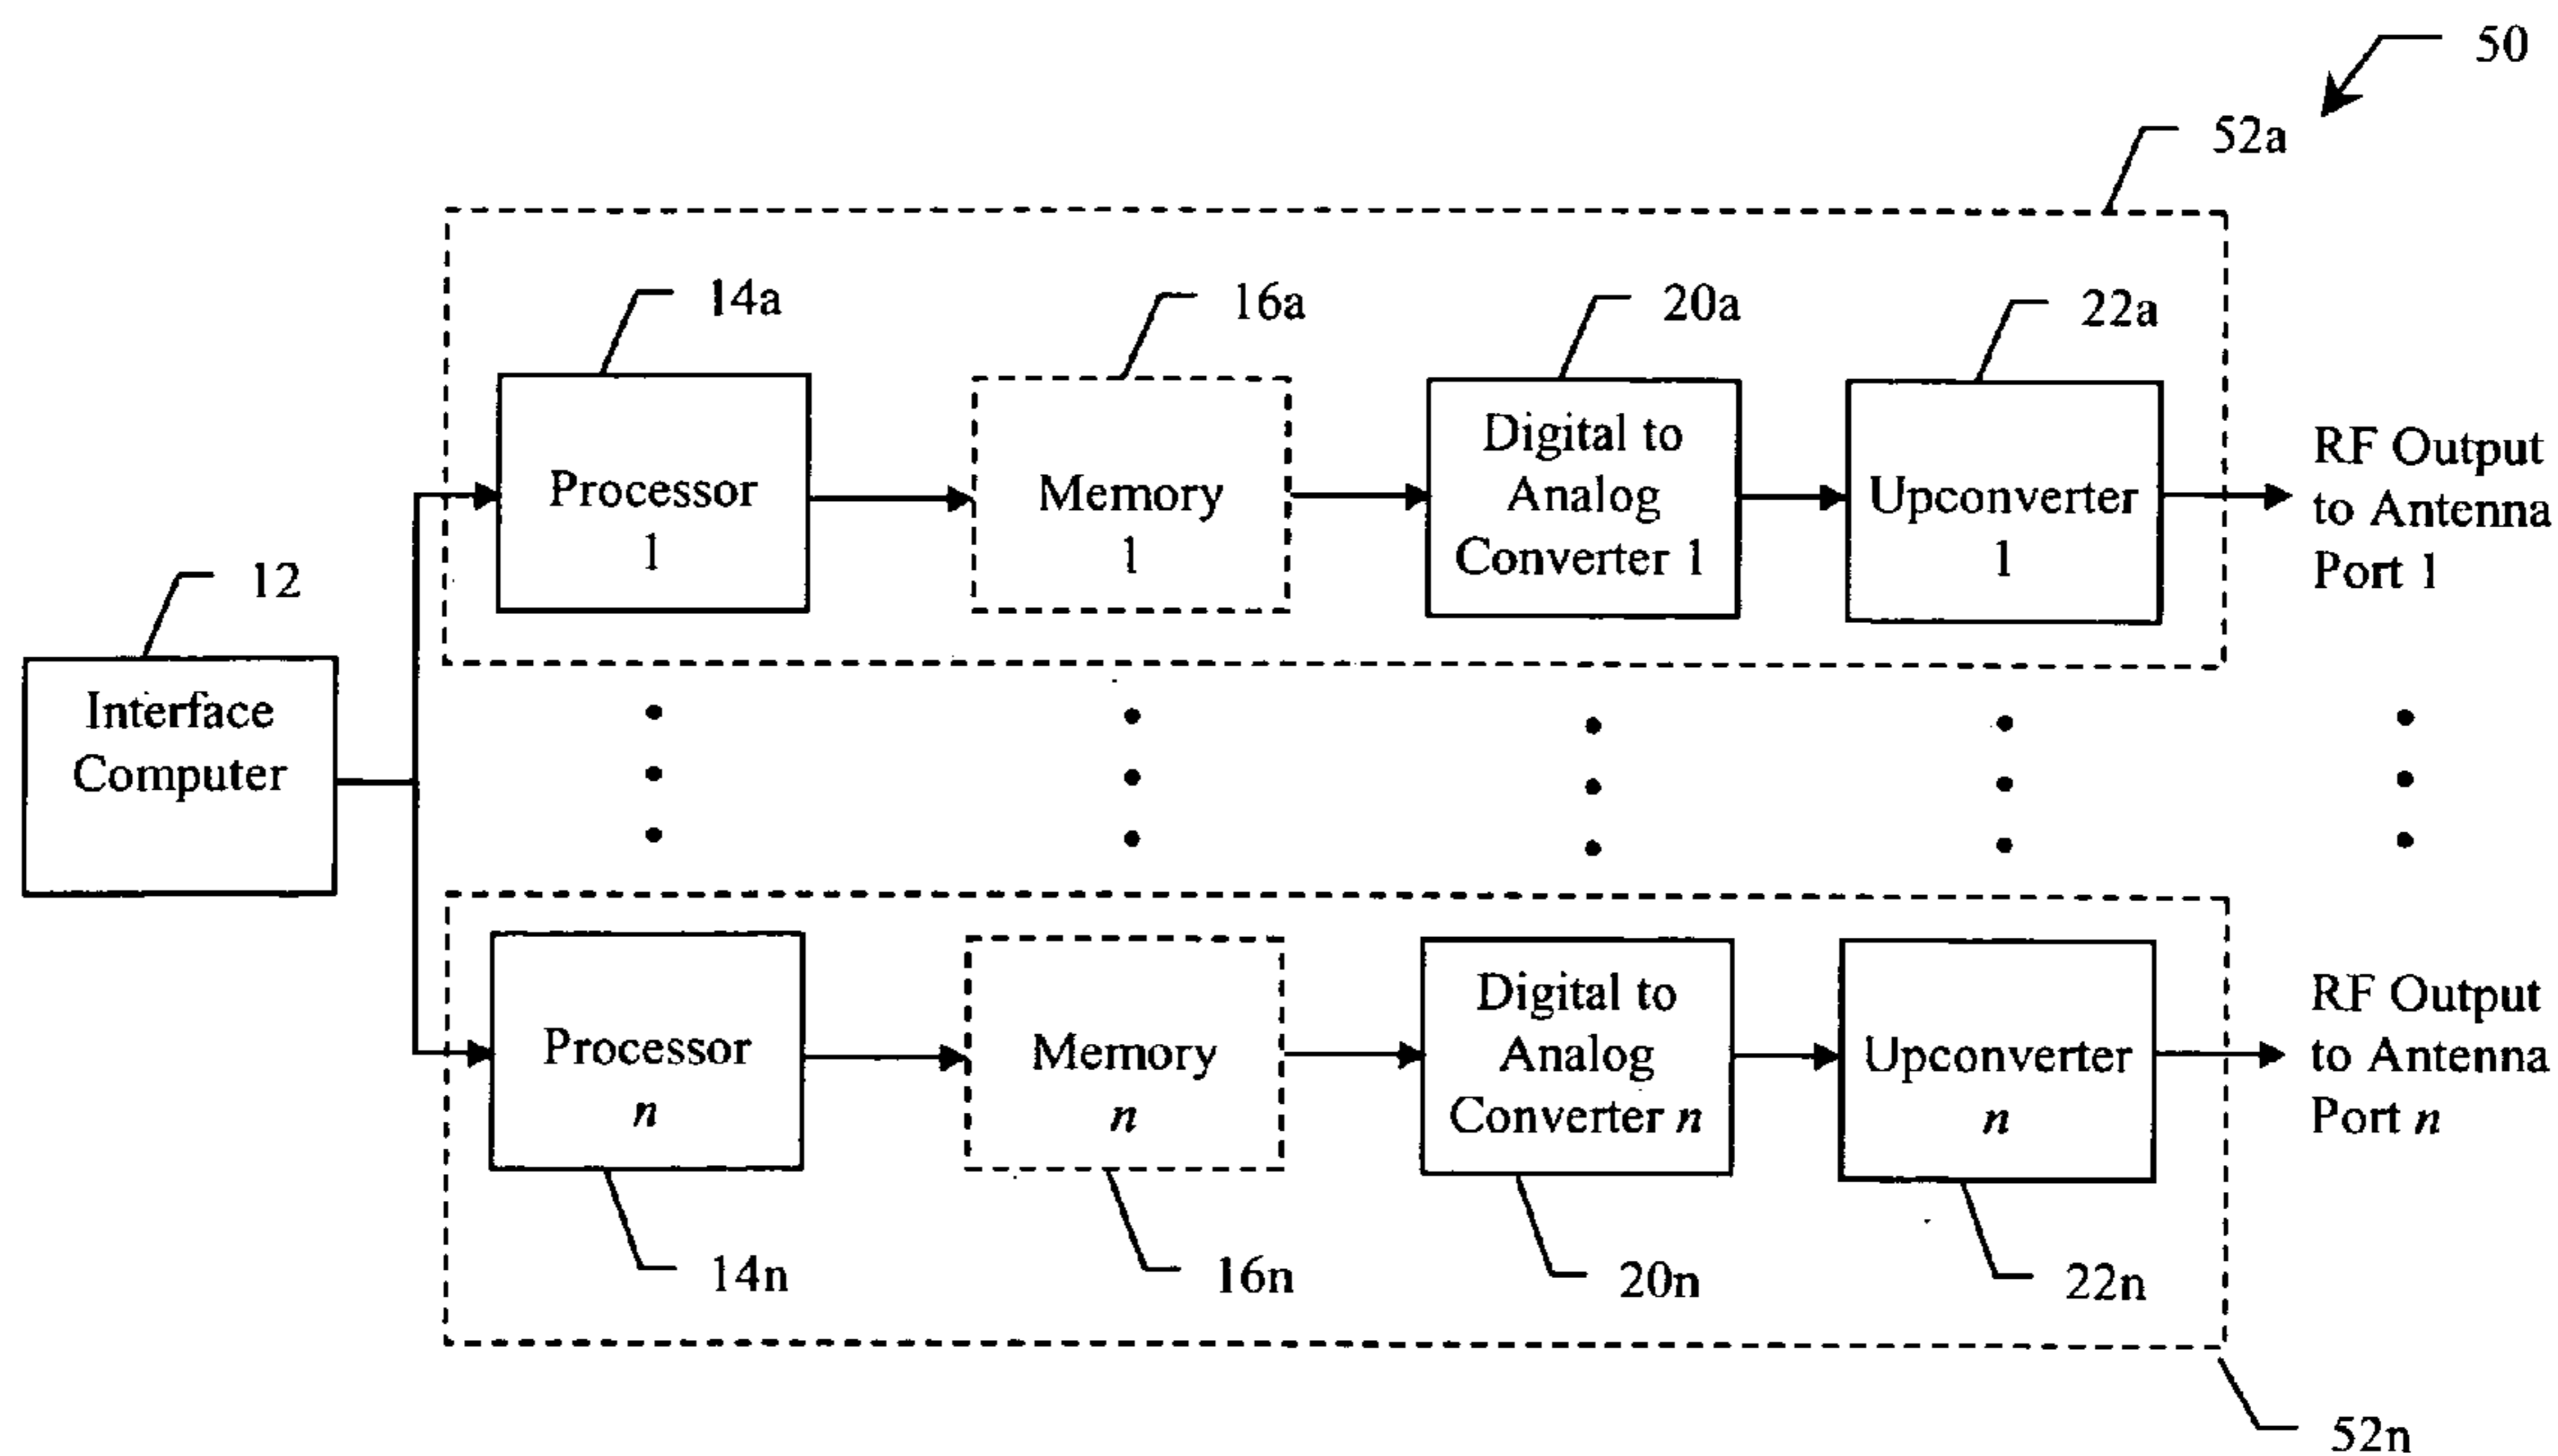 50
52a
14a
16a
20a
22a
Processor
1
Memory
1
Digital to
Analog
Converter 1
Upconverter
1
RF Output
to Antenna
Port 1
12
Interface
Computer
Processor
n
Memory
n
Digital to
Analog
Converter n
Upconverter
n
RF Output
to Antenna
Port n
14n
16n
20n
22n
52n